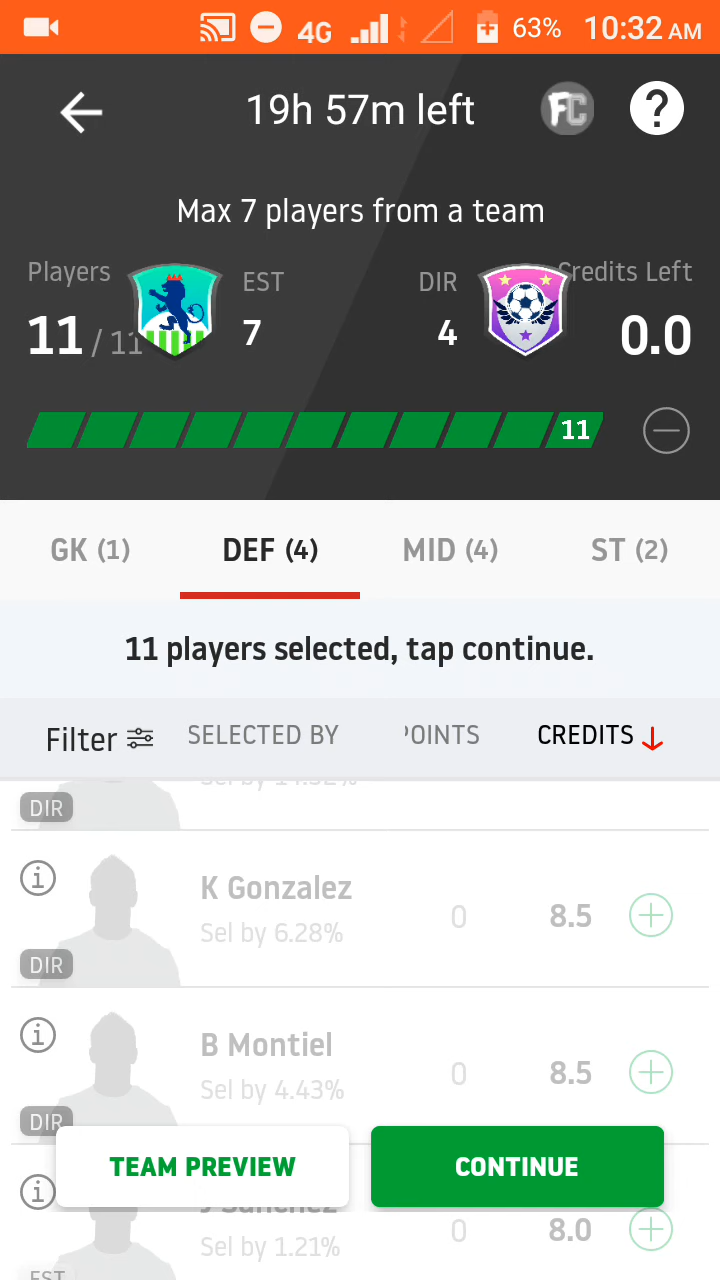 4G 63% 10:32 AM
19h 57m left FC ?
Max 7 players from a team
Players EST DIR Credits Left
11 / 11 7 4 0.0
11
GK (1) DEF (4) MID (4) ST (2)
11 players selected, tap continue.
Filter SELECTED BY POINTS CREDITS
DIR
K Gonzalez
Sel by 6.28% 0 8.5
DIR
B Montiel
Sel by 4.43% 0 8.5
DIR
TEAM PREVIEW CONTINUE
J Sanchez
Sel by 1.21% 0 8.0
EST